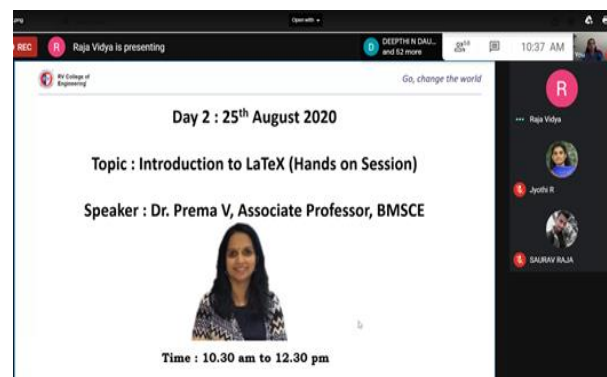 .png
Open with
REC
R
Raja Vidya is presenting
D
DEEPTHI N DAU...
and 52 more
10:37 AM
You
RV College of
Engineering
Go, change the world
Day 2 : 25th August 2020
Topic : Introduction to LaTeX (Hands on Session)
Speaker : Dr. Prema V, Associate Professor, BMSCE
Time : 10.30 am to 12.30 pm
R
Raja Vidya
Jyothi R
SAURAV RAJA